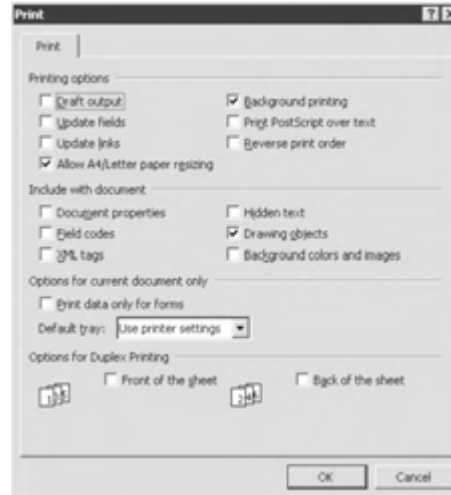 Print
Print
Printing options
Draft output
Background printing
Update fields
Print PostScript over text
Update links
Reverse print order
Allow A4/Letter paper resizing
Include with document
Document properties
Hidden text
Field codes
Drawing objects
XML tags
Background colors and images
Options for current document only
Print data only for forms
Default tray: Use printer settings
Options for Duplex Printing
Front of the sheet
Back of the sheet
OK Cancel